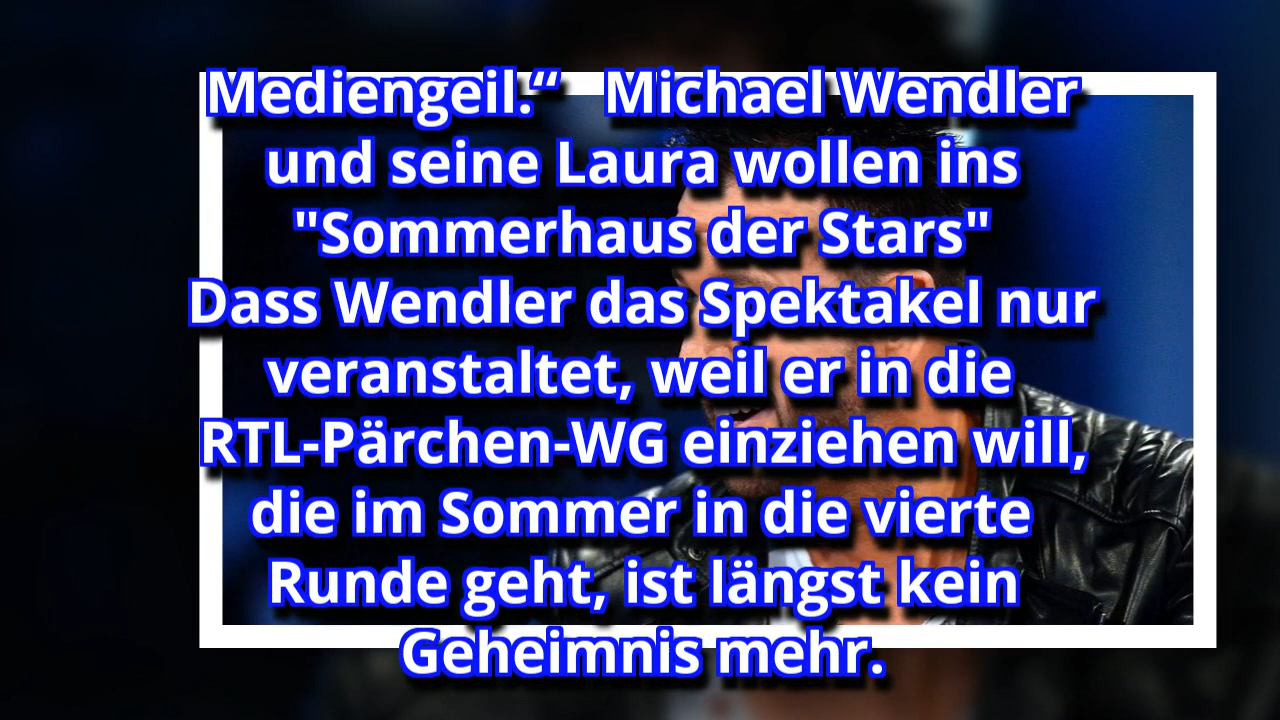 Mediengeil.“ Michael Wendler
und seine Laura wollen ins
"Sommerhaus der Stars"
Dass Wendler das Spektakel nur
veranstaltet, weil er in die
RTL-Pärchen-WG einziehen will,
die im Sommer in die vierte
Runde geht, ist längst kein
Geheimnis mehr.